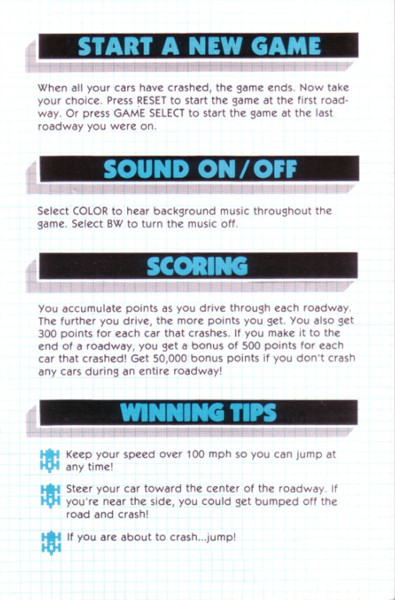 START A NEW GAME
When all your cars have crashed, the game ends. Now take
your choice. Press RESET to start the game at the first road-
way. Or press GAME SELECT to start the game at the last
roadway you were on.
SOUND ON/OFF
Select COLOR to hear background music throughout the
game. Select BW to turn the music off.
SCORING
You accumulate points as you drive through each roadway.
The further you drive, the more points you get. You also get
300 points for each car that crashes. If you make it to the
end of a roadway, you get a bonus of 500 points for each
car that crashed! Get 50,000 bonus points if you don't crash
any cars during an entire roadway!
WINNING TIPS
Keep your speed over 100 mph so you can jump at
any time!
Steer your car toward the center of the roadway. If
you're near the side, you could get bumped off the
road and crash!
If you are about to crash...jump!